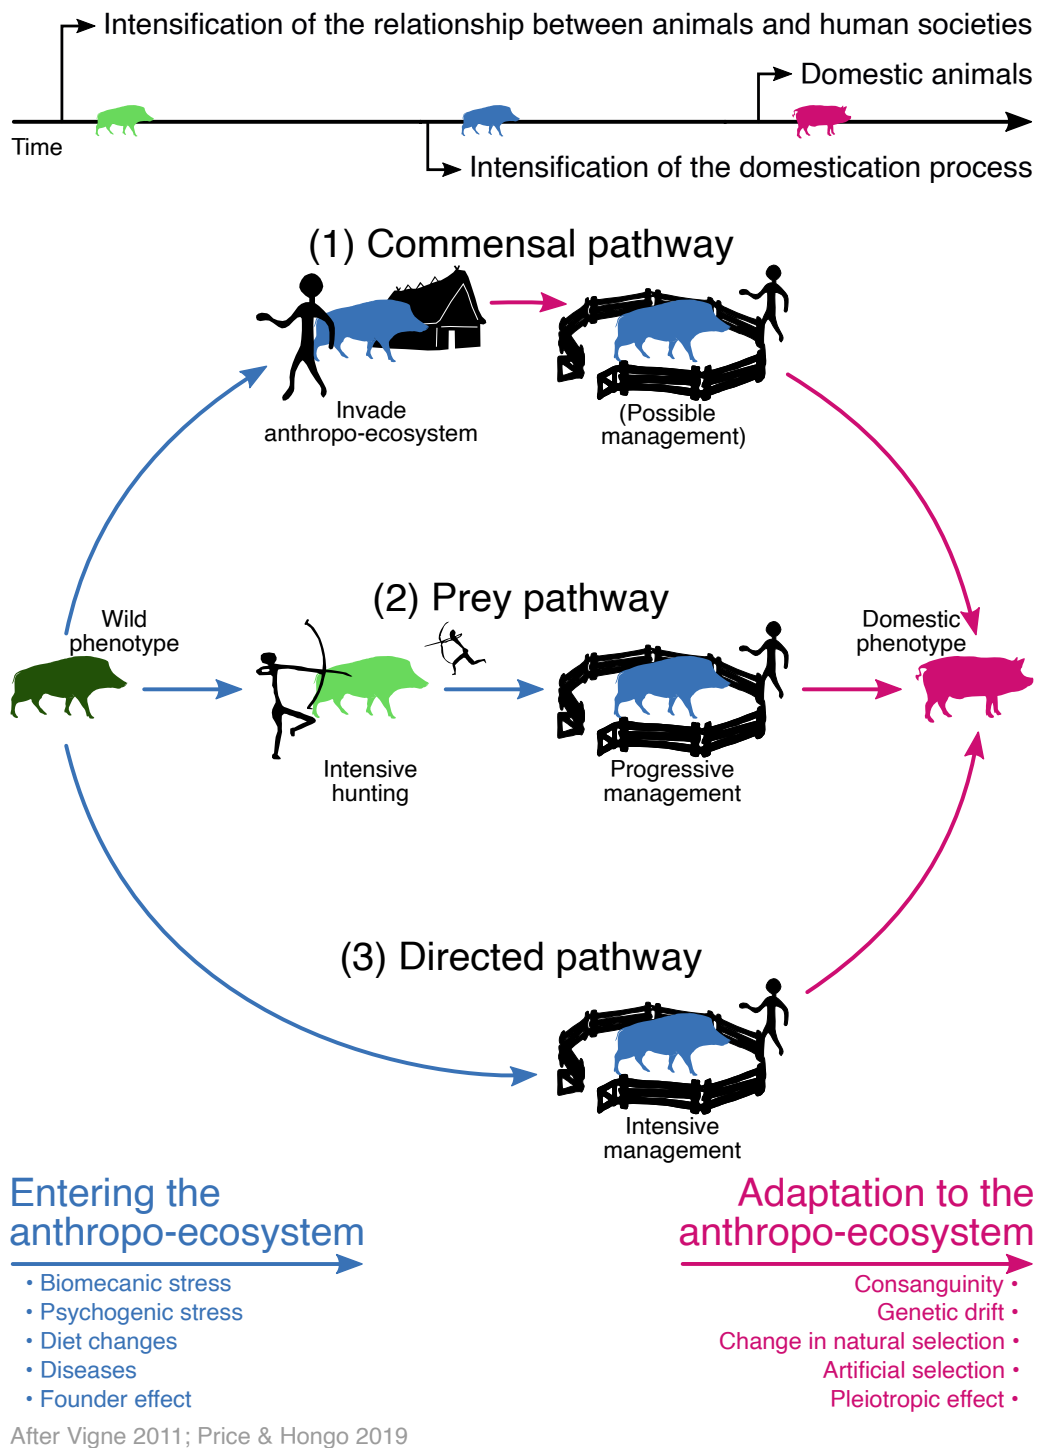 Intensification of the relationship between animals and human societies
Domestic animals
Time
Intensification of the domestication process
(1) Commensal pathway
Invade
anthropo-ecosystem
(Possible
management)
(2) Prey pathway
Wild
phenotype
Domestic
phenotype
Intensive
hunting
Progressive
management
(3) Directed pathway
Intensive
management
Entering the
anthropo-ecosystem
• Biomecanic stress
• Psychogenic stress
• Diet changes
• Diseases
• Founder effect
Adaptation to the
anthropo-ecosystem
Consanguinity •
Genetic drift •
Change in natural selection •
Artificial selection •
Pleiotropic effect •
After Vigne 2011; Price & Hongo 2019